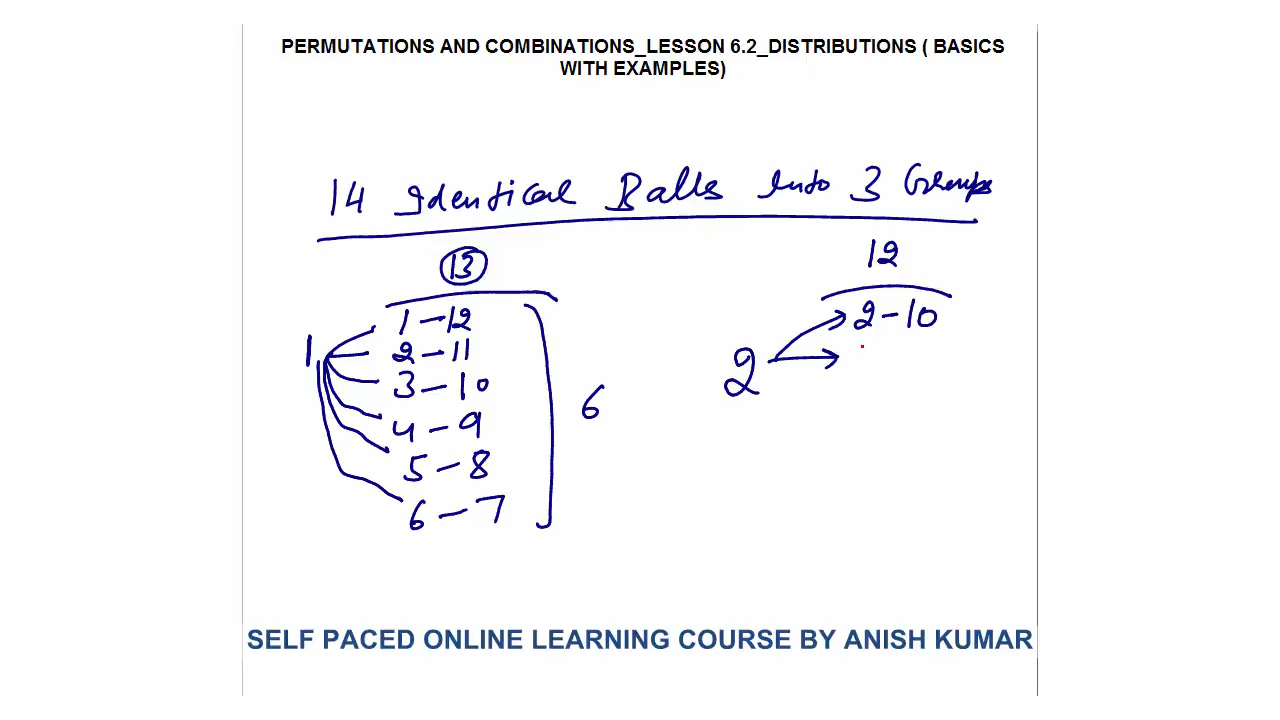 PERMUTATIONS AND COMBINATIONS_LESSON 6.2_DISTRIBUTIONS ( BASICS
WITH EXAMPLES)
14 Identical Balls Into 3 Groups
13
1 - 12
2 - 11
1
3 - 10
4 - 9
5 - 8
6 - 7
6
12
2 - 10
2
SELF PACED ONLINE LEARNING COURSE BY ANISH KUMAR